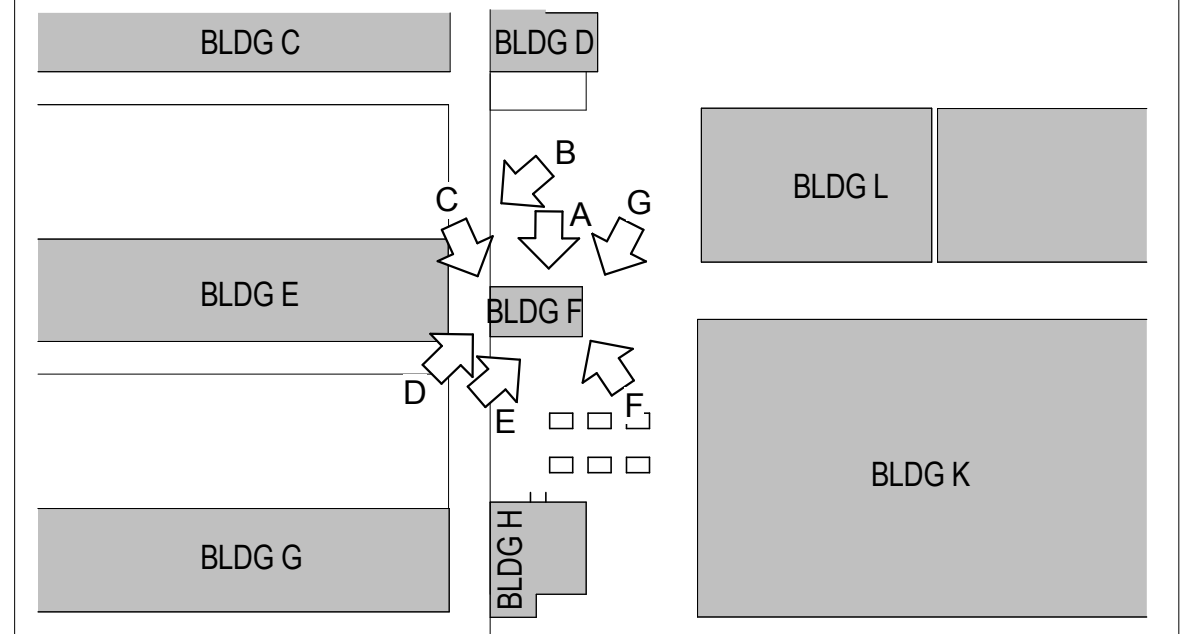 BLDG C
BLDG D
B
BLDG L
C
A
G
BLDG E
BLDG F
D
E
F
BLDG K
BLDG H
BLDG G